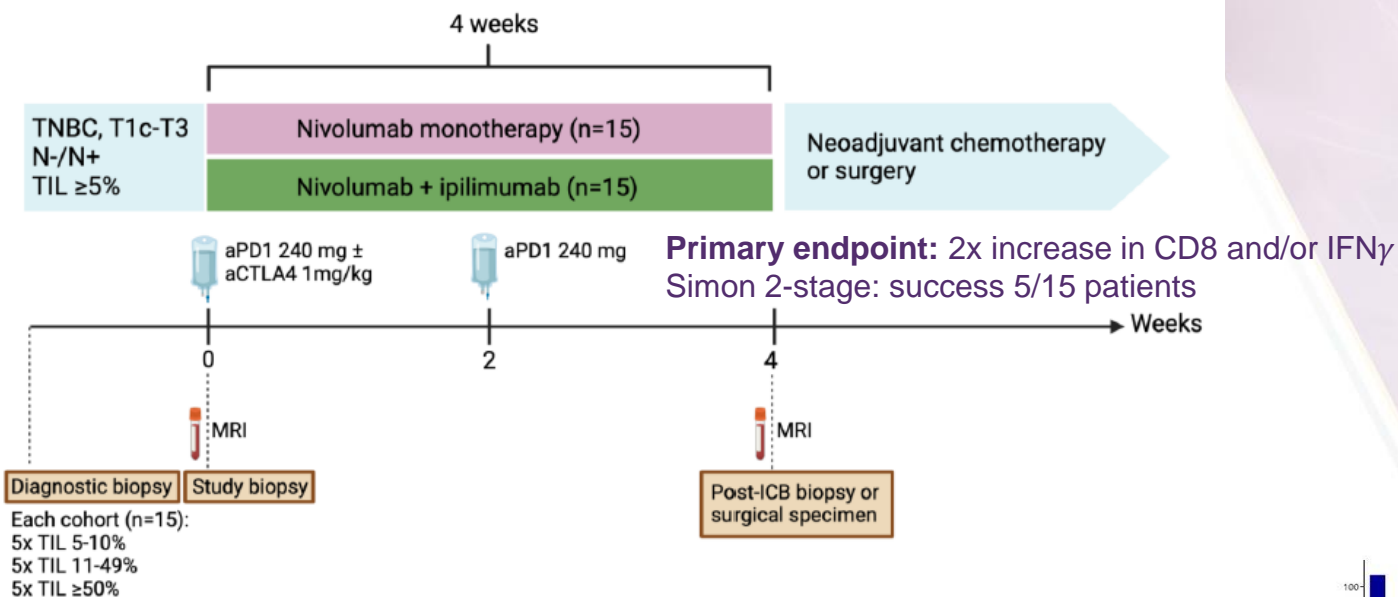 4 weeks
TNBC, T1c-T3
N-/N+
TIL ≥5%
Nivolumab monotherapy (n=15)
Nivolumab + ipilimumab (n=15)
Neoadjuvant chemotherapy
or surgery
aPD1 240 mg ±
aCTLA4 1mg/kg
aPD1 240 mg
Primary endpoint: 2x increase in CD8 and/or IFNγ
Simon 2-stage: success 5/15 patients
Weeks
0
2
4
MRI
MRI
Diagnostic biopsy
Study biopsy
Post-ICB biopsy or
surgical specimen
Each cohort (n=15):
5x TIL 5-10%
5x TIL 11-49%
5x TIL ≥50%
100